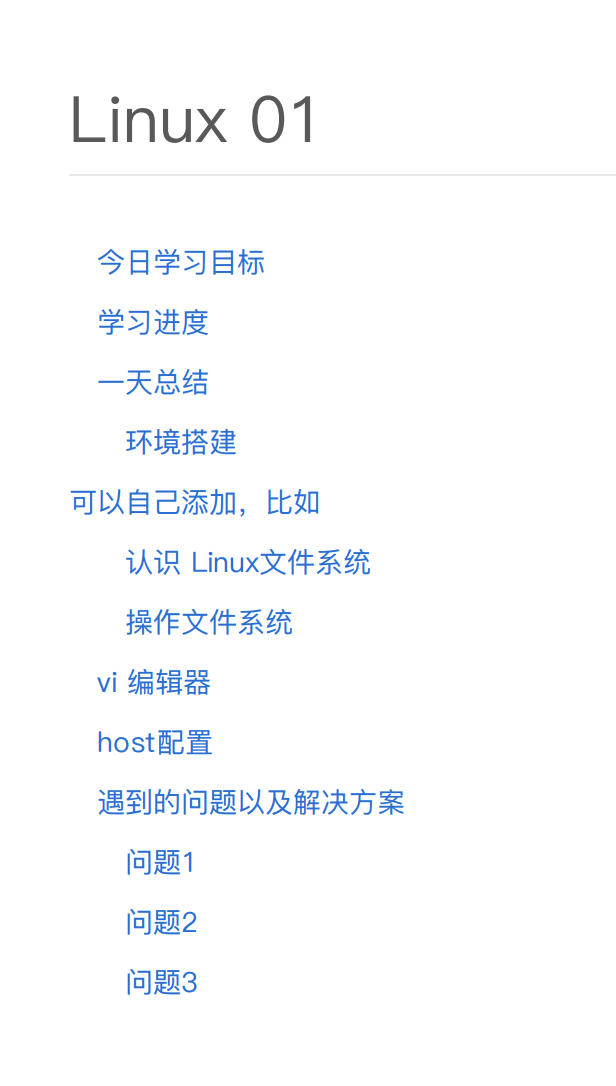 Linux 01
今日学习目标
学习进度
一天总结
环境搭建
可以自己添加，比如
认识 Linux文件系统
操作文件系统
vi 编辑器
host配置
遇到的问题以及解决方案
问题1
问题2
问题3